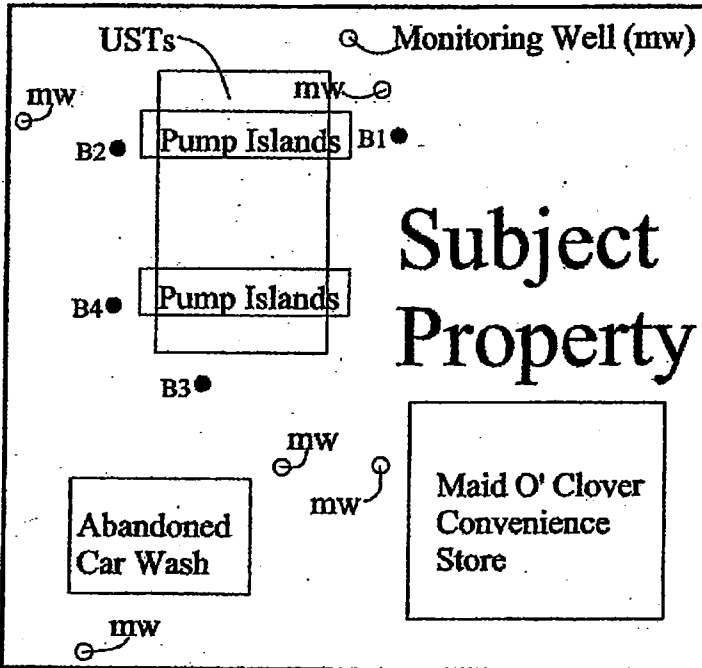 USTs
Monitoring Well (mw)
mw
mw
Pump Islands
B1
B2
Subject
Property
Pump Islands
B4
B3
mw
mw
Maid O' Clover
Convenience
Store
Abandoned
Car Wash
mw